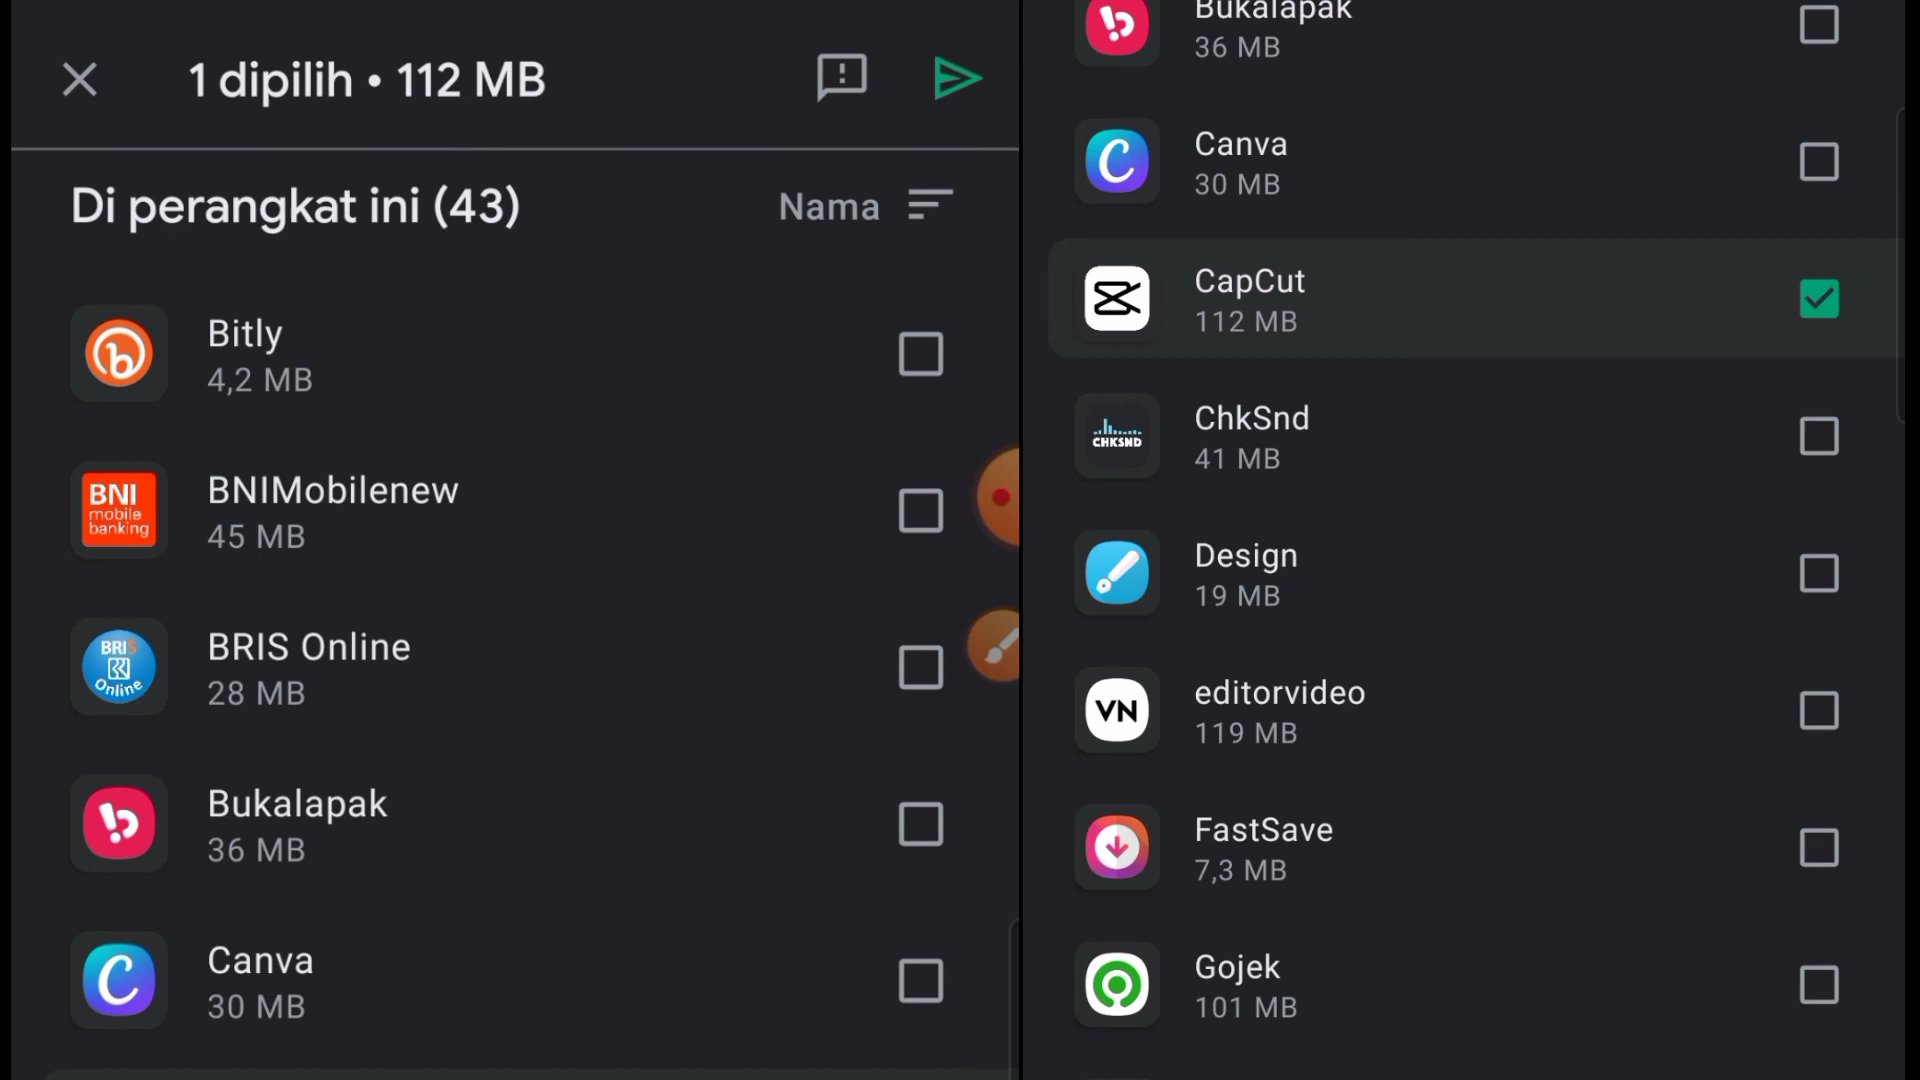 1 dipilih • 112 MB
Di perangkat ini (43)
Nama
Bitly
4,2 MB
BNI
mobile
banking
BNIMobilenew
45 MB
BRIS
Online
BRIS Online
28 MB
Bukalapak
36 MB
Canva
30 MB
Bukalapak
36 MB
Canva
30 MB
CapCut
112 MB
CHKSND
ChkSnd
41 MB
Design
19 MB
VN
editorvideo
119 MB
FastSave
7,3 MB
Gojek
101 MB